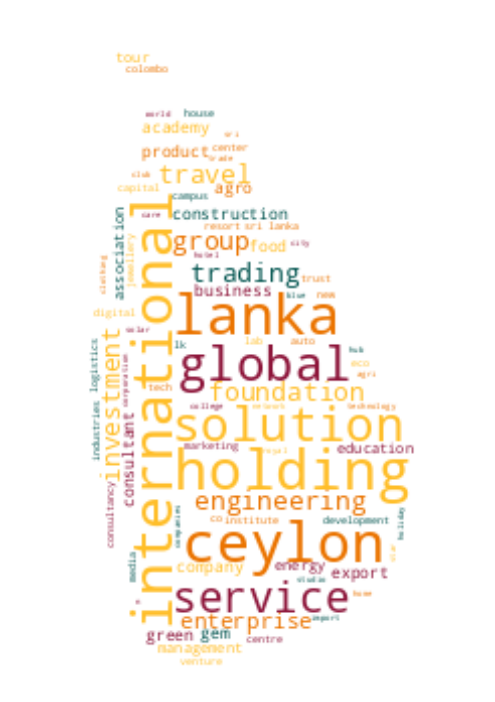 tour
colombo
world
house
academy
sri
product
center
trade
club
travel
capital
agro
campus
care
construction
association
international
resort
sri lanka
group
food
city
jewellery
hotel
clothing
trading
trust
business
blue
new
lanka
digital
solar
investment
lk
lab
auto
hub
global
eco
agri
logistics
corporation
tech
foundation
college
network
technology
solution
industries
consultant
marketing
royal
education
holding
consultancy
engineering
companies
co
institute
development
holiday
ceylon
media
company
energy
export
studio
service
home
enterprise
import
green
gem
centre
management
venture